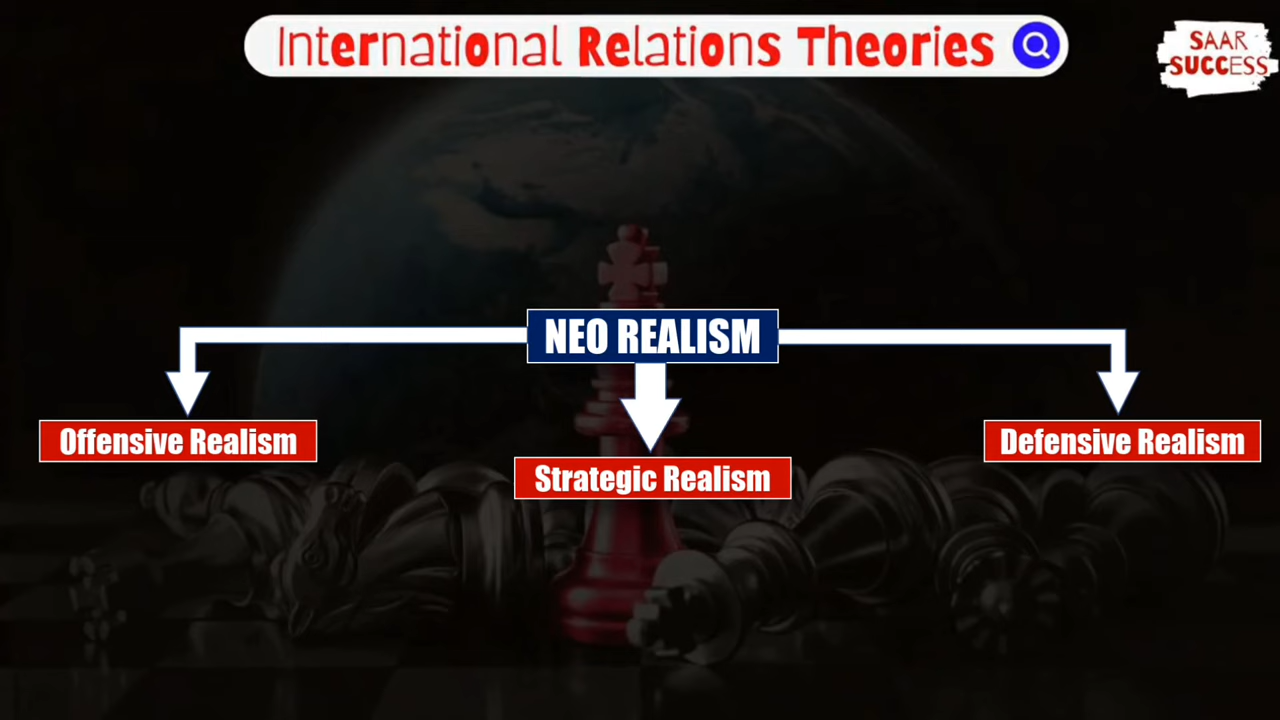 International Relations Theories
SAAR
SUCCESS
NEO REALISM
Offensive Realism
Strategic Realism
Defensive Realism